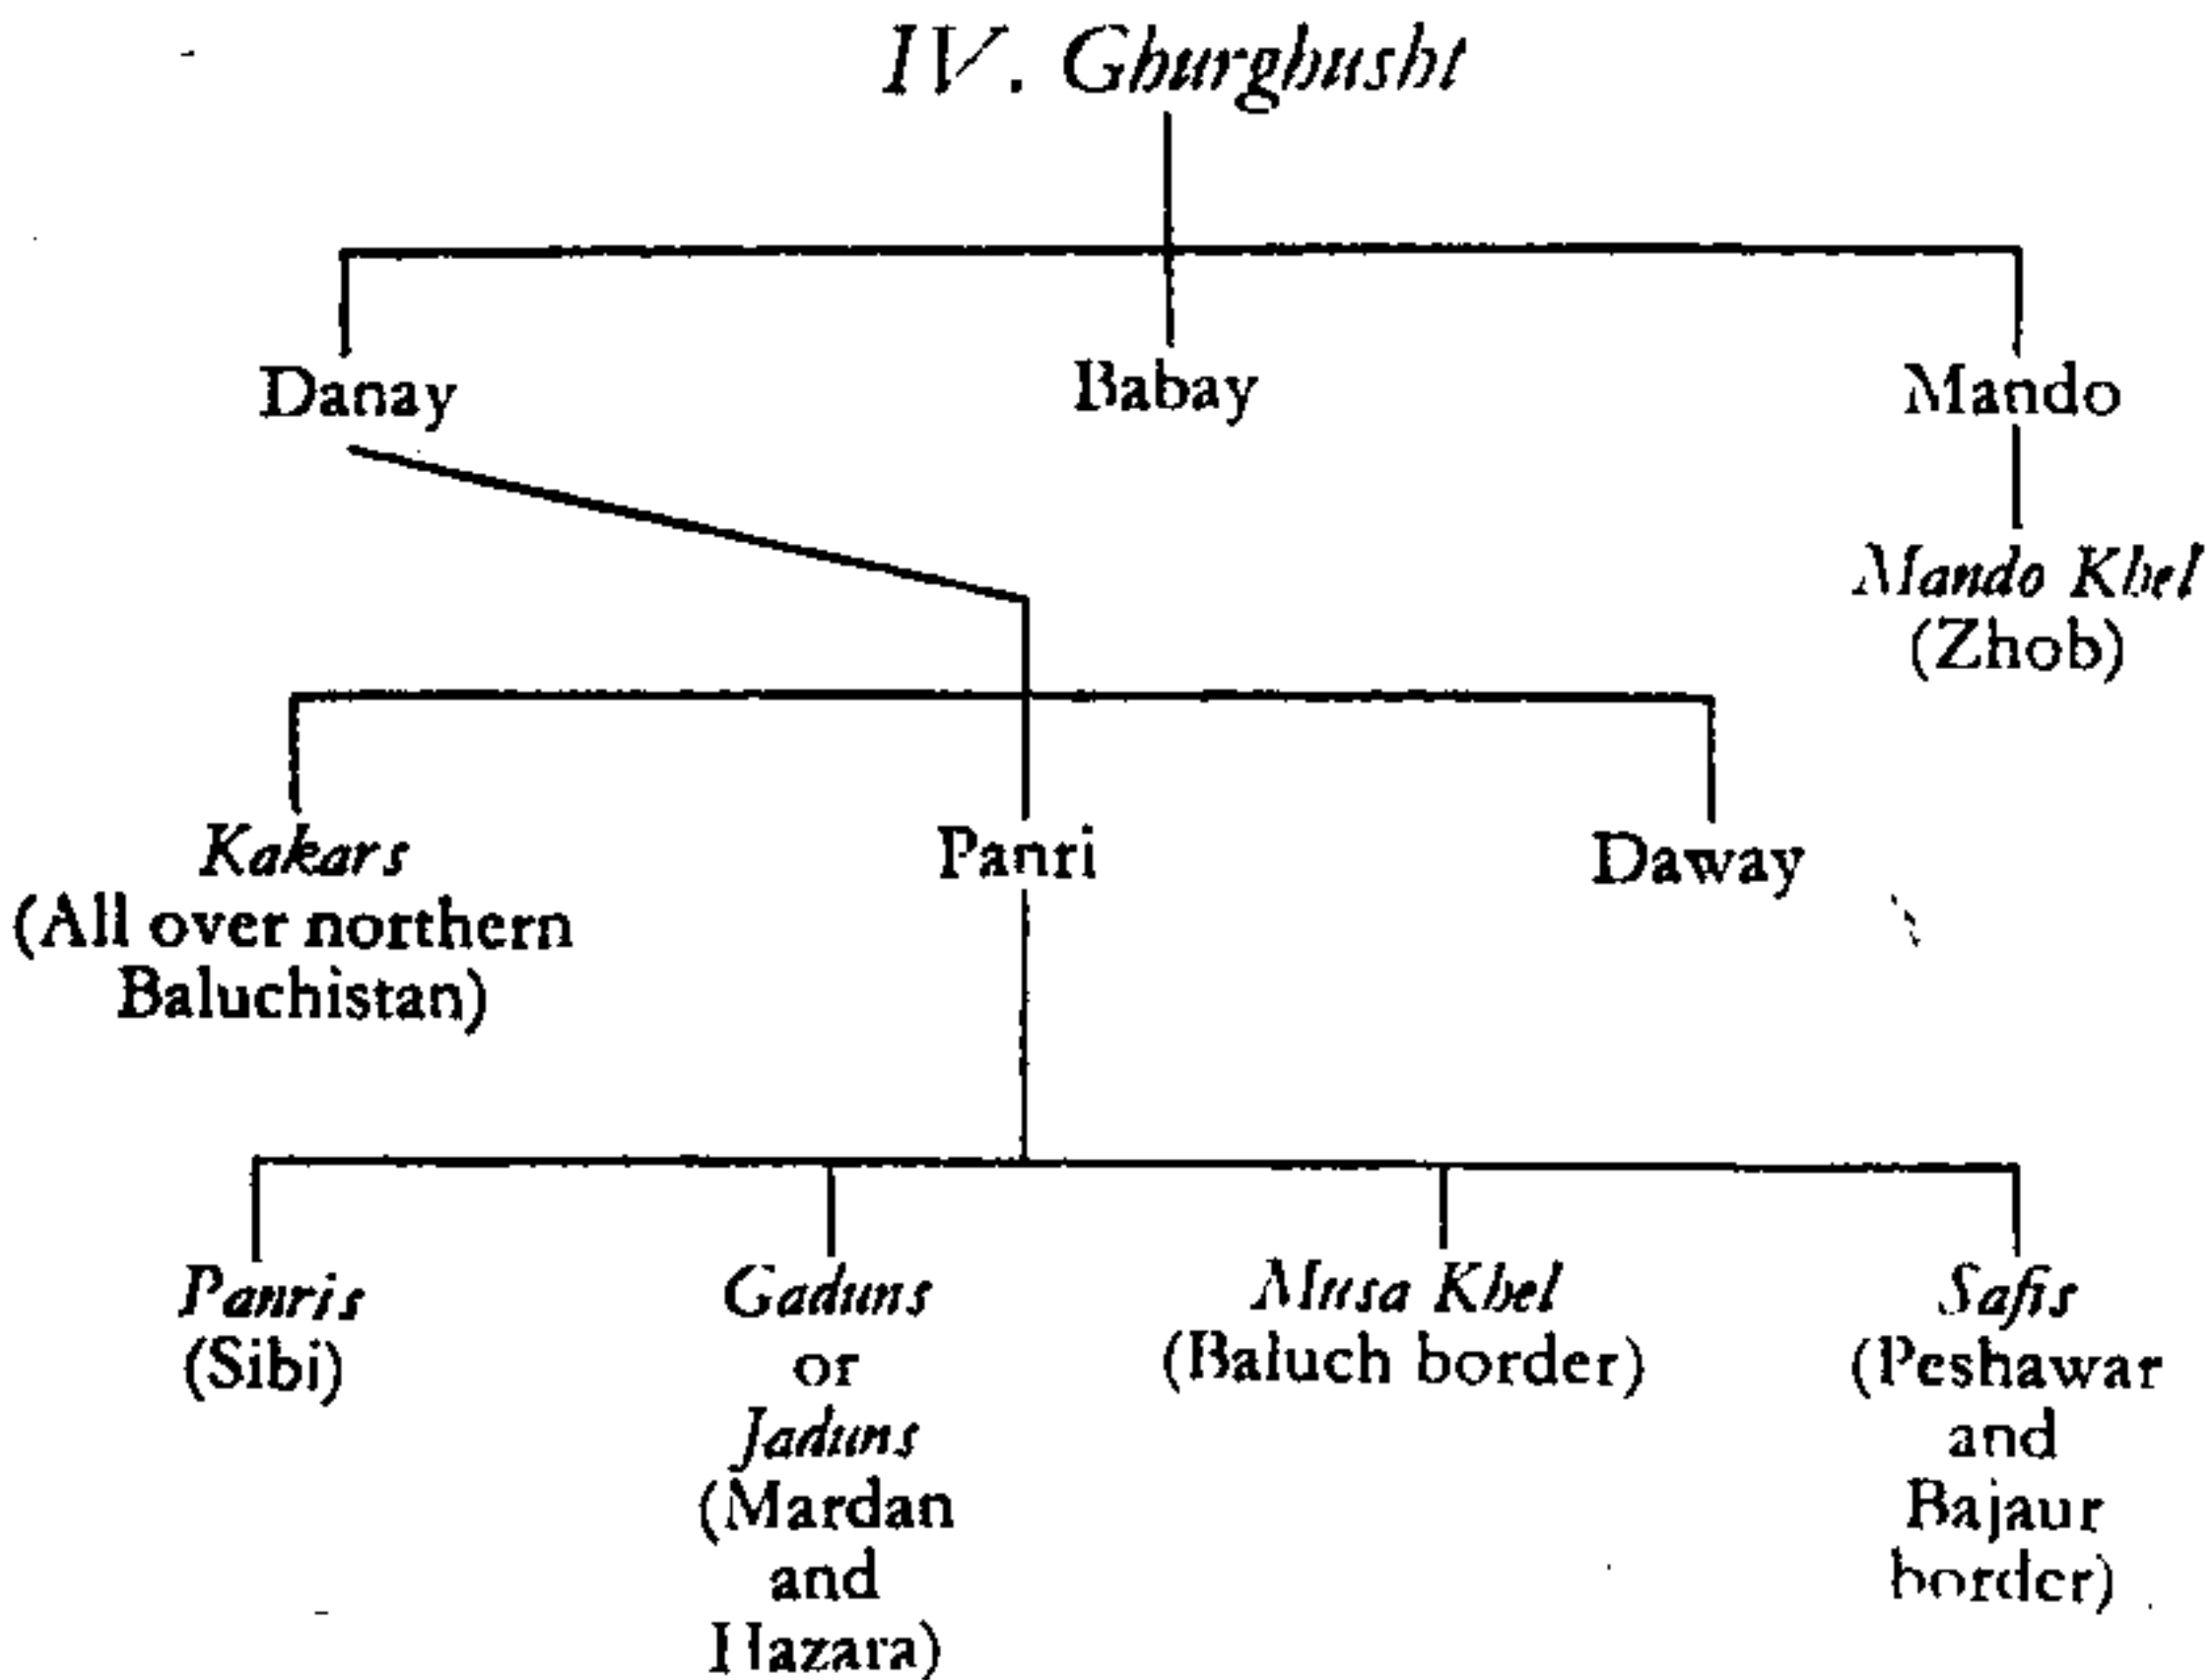 IV. Ghurghusht
Danay
Babay
Mando
Mando Khel
(Zhob)
Kakars
(All over northern
Baluchistan)
Panri
Daway
Panris
(Sibi)
Gaduns
or
Jaduns
(Mardan
and
Hazara)
Musa Khel
(Baluch border)
Safis
(Peshawar
and
Bajaur
border)